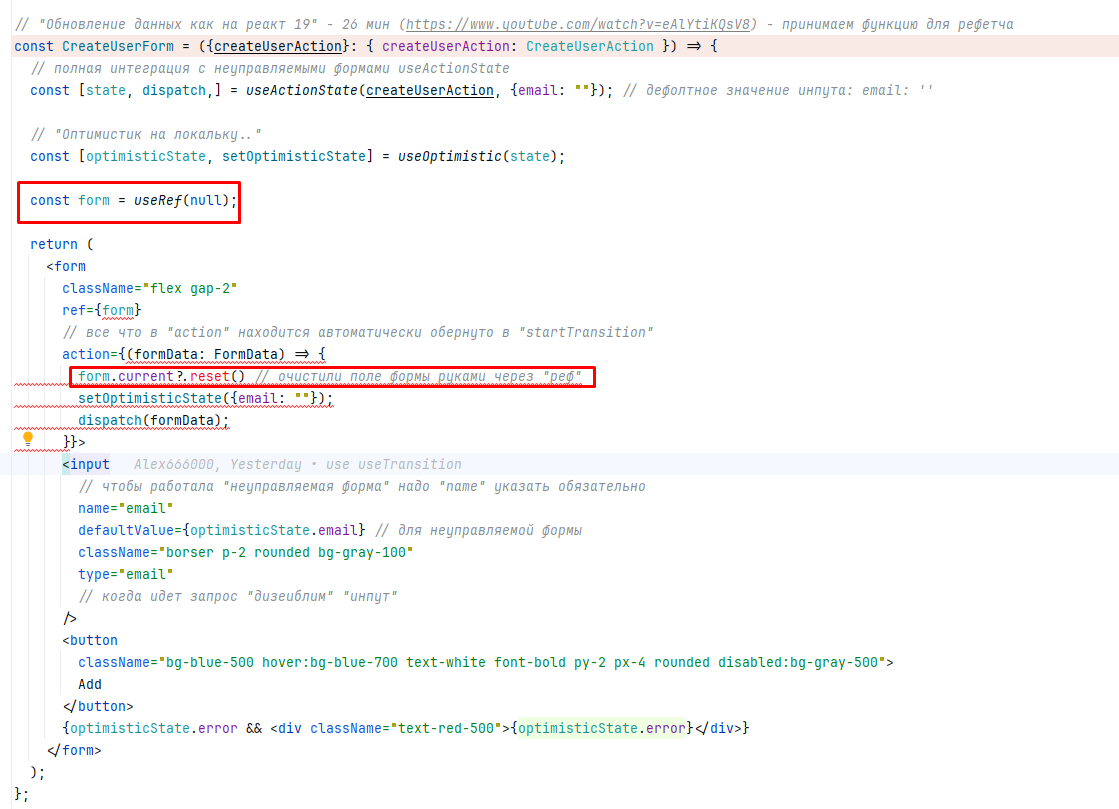 // "Обновление данных как на реакт 19" - 26 мин (https://www.youtube.com/watch?v=eAlYtiKQsV8) - принимаем функцию для рефетча
const CreateUserForm = ({createUserAction}: { createUserAction: CreateUserAction }) => {
// полная интеграция с неуправляемыми формами useActionState
const [state, dispatch,] = useActionState(createUserAction, {email: ""}); // дефолтное значение инпута: email: ''
// "Оптимистик на локальку.."
const [optimisticState, setOptimisticState] = useOptimistic(state);
const form = useRef(null);
return (
<form
className="flex gap-2"
ref={form}
// все что в "action" находится автоматически обернуто в "startTransition"
action={(formData: FormData) => {
form.current?.reset() // очистили поле формы руками через "реф"
setOptimisticState({email: ""});
dispatch(formData);
}}>
<input Alex666000, Yesterday • use useTransition
// чтобы работала "неуправляемая форма" надо "name" указать обязательно
name="email"
defaultValue={optimisticState.email} // для неуправляемой формы
className="borser p-2 rounded bg-gray-100"
type="email"
// когда идет запрос "дизеиблим" "инпут"
/>
<button
className="bg-blue-500 hover:bg-blue-700 text-white font-bold py-2 px-4 rounded disabled:bg-gray-500">
Add
</button>
{optimisticState.error && <div className="text-red-500">{optimisticState.error}</div>}
</form>
);
};